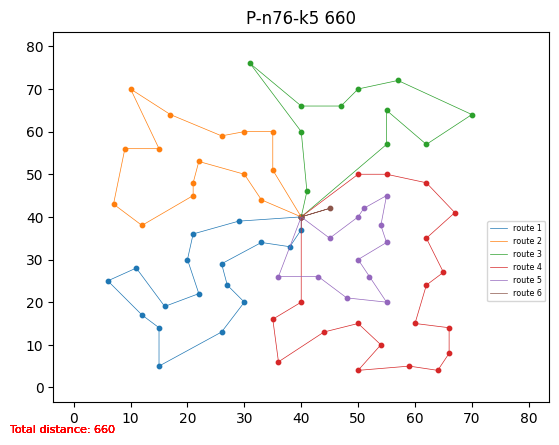 P-n76-k5 660
80
70
60
50
40
30
20
10
0
route 1
route 2
route 3
route 4
route 5
route 6
0 10 20 30 40 50 60 70 80
Total distance: 660